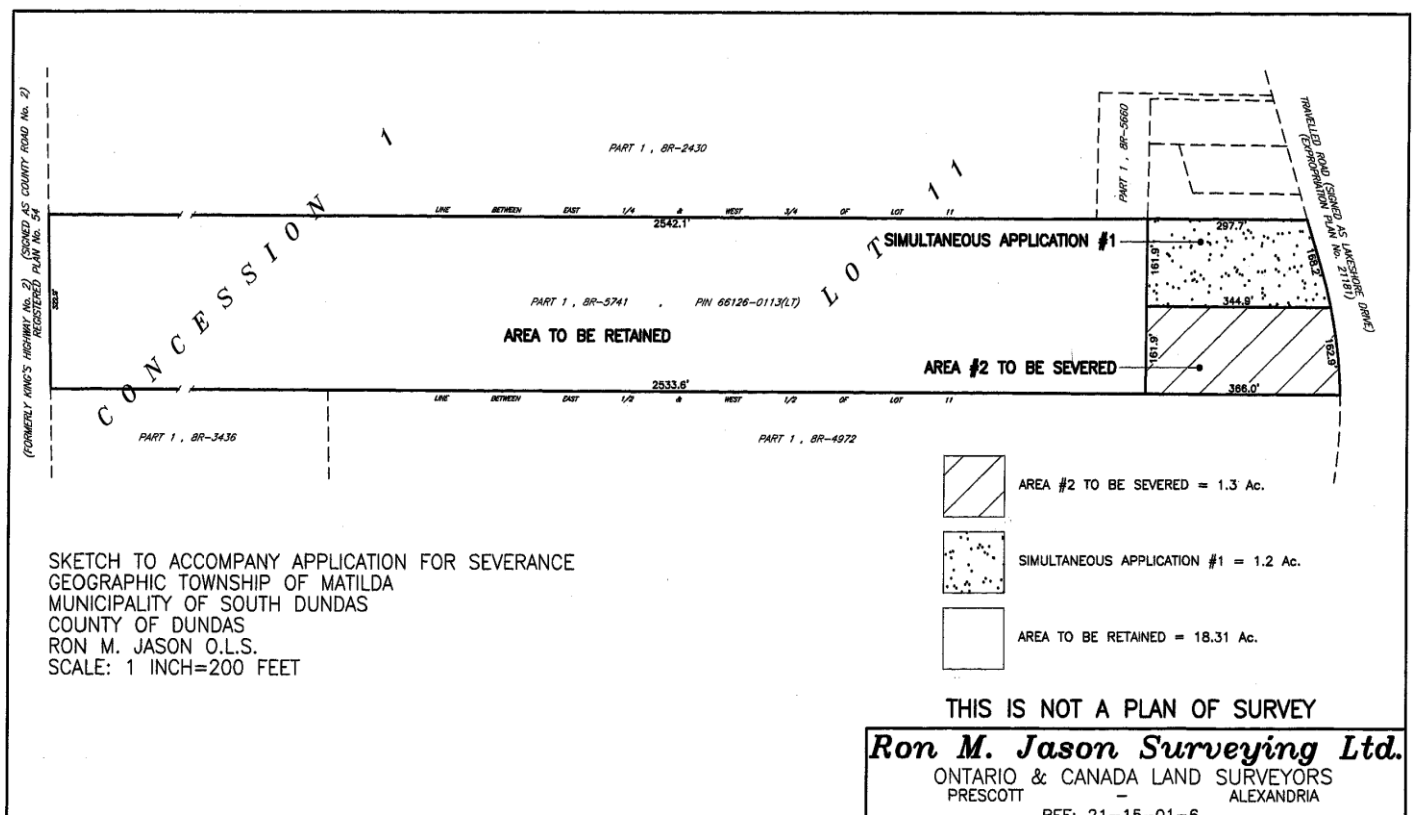 (FORMERLY KING'S HIGHWAY No. 2) (SIGNED AS COUNTY ROAD No. 2)
REGISTERED PLAN No. 54
CONCESSION 1
PART 1 , 8R-2430
LOT 11
PART 1 , 8R-5660
TRAVELLED ROAD (SIGNED AS LAKESHORE DRIVE)
(EXPROPRIATION PLAN No. 21181)
LINE BETWEEN EAST 1/4 & WEST 3/4 OF LOT 11
2542.1'
297.7'
SIMULTANEOUS APPLICATION #1
161.9'
168.2'
344.9'
PART 1 , 8R-5741 , PIN 66126-0113(LT)
AREA TO BE RETAINED
AREA #2 TO BE SEVERED
161.9'
162.9'
366.0'
2533.6'
LINE BETWEEN EAST 1/2 & WEST 1/2 OF LOT 11
PART 1 , 8R-3436
PART 1 , 8R-4972
AREA #2 TO BE SEVERED = 1.3 Ac.
SIMULTANEOUS APPLICATION #1 = 1.2 Ac.
AREA TO BE RETAINED = 18.31 Ac.
SKETCH TO ACCOMPANY APPLICATION FOR SEVERANCE
GEOGRAPHIC TOWNSHIP OF MATILDA
MUNICIPALITY OF SOUTH DUNDAS
COUNTY OF DUNDAS
RON M. JASON O.L.S.
SCALE: 1 INCH=200 FEET
THIS IS NOT A PLAN OF SURVEY
Ron M. Jason Surveying Ltd.
ONTARIO & CANADA LAND SURVEYORS
PRESCOTT - ALEXANDRIA
REF: 21-15-01-6